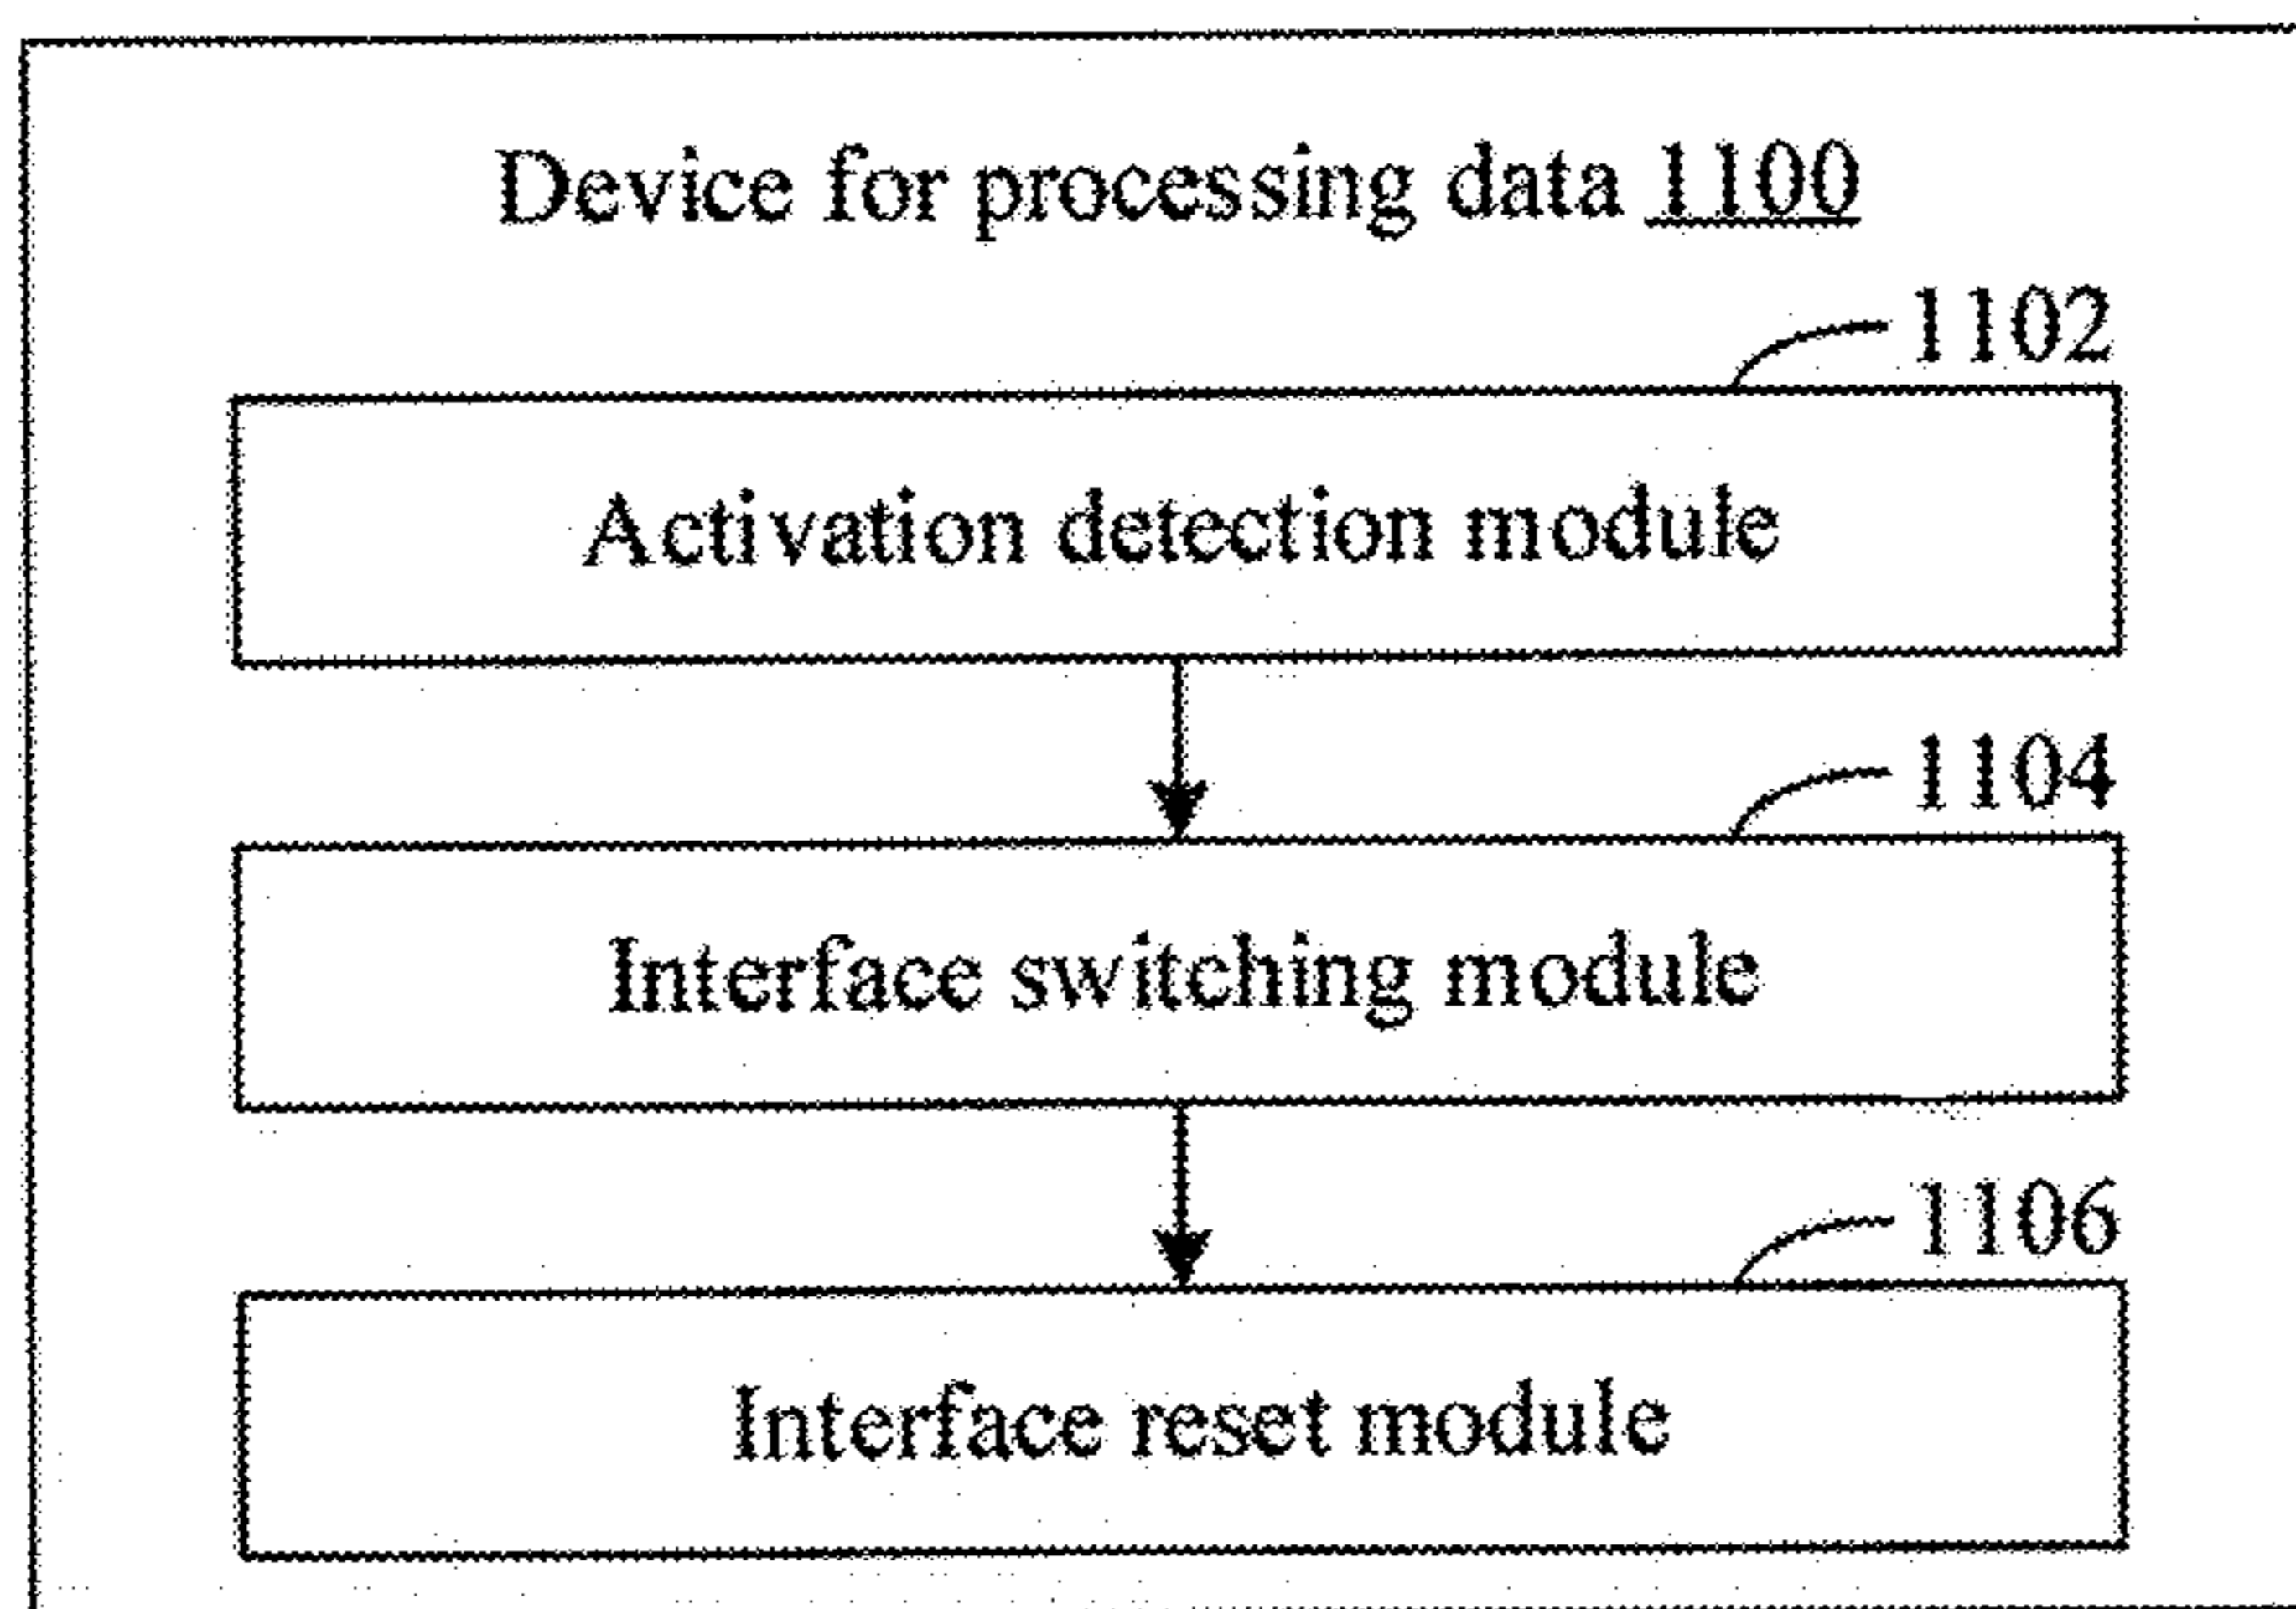 Device for processing data 1100
1102
Activation detection module
1104
Interface switching module
1106
Interface reset module